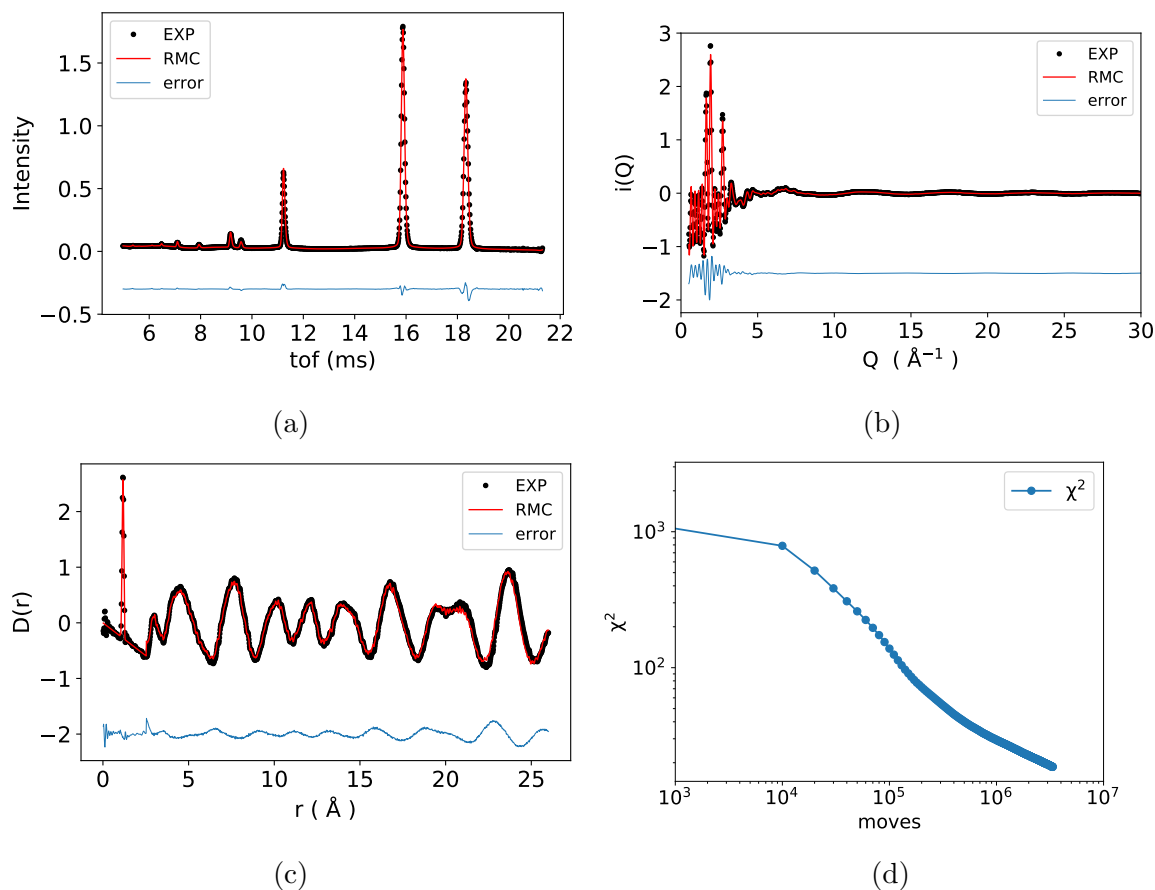 EXP
RMC
error
Intensity
1.5
1.0
0.5
0.0
−0.5
6
8
10
12
14
16
18
20
22
tof (ms)
(a)
EXP
RMC
error
i(Q)
3
2
1
0
−1
−2
0
5
10
15
20
25
30
Q ( Å⁻¹)
(b)
EXP
RMC
error
D(r)
2
1
0
−1
−2
0
5
10
15
20
25
r ( Å )
(c)
χ²
χ²
10³
10²
10³
10⁴
10⁵
10⁶
10⁷
moves
(d)